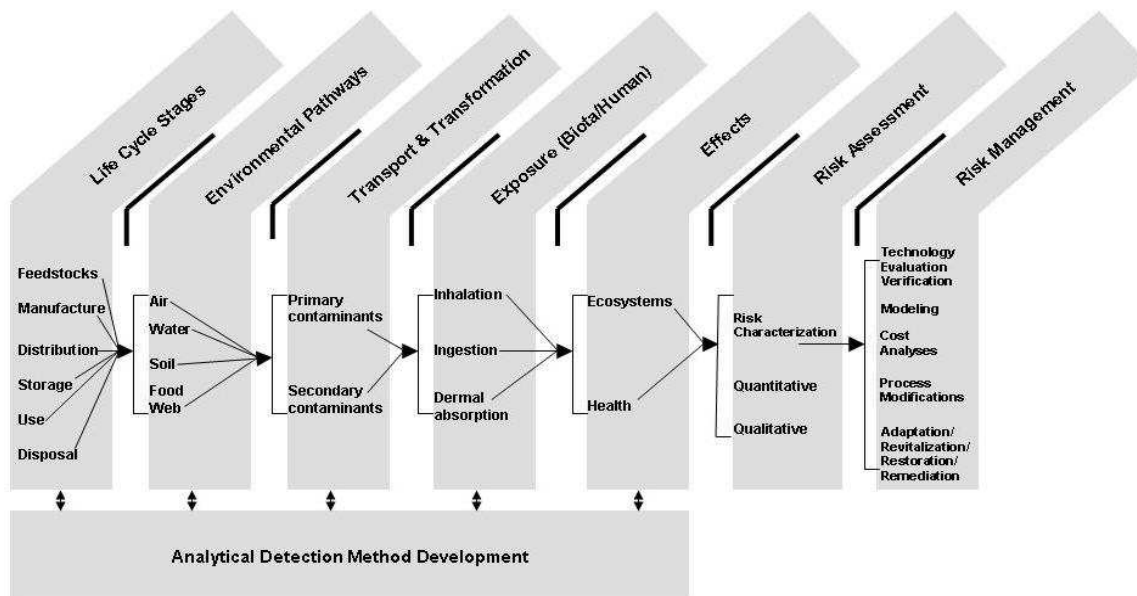 Life Cycle Stages
Environmental Pathways
Transport & Transformation
Exposure (Biota/Human)
Effects
Risk Assessment
Risk Management
Feedstocks
Manufacture
Distribution
Storage
Use
Disposal
Air
Water
Soil
Food
Web
Primary
contaminants
Secondary
contaminants
Inhalation
Ingestion
Dermal
absorption
Ecosystems
Health
Risk
Characterization
Quantitative
Qualitative
Technology
Evaluation
Verification
Modeling
Cost
Analyses
Process
Modifications
Adaptation/
Revitalization/
Restoration/
Remediation
Analytical Detection Method Development